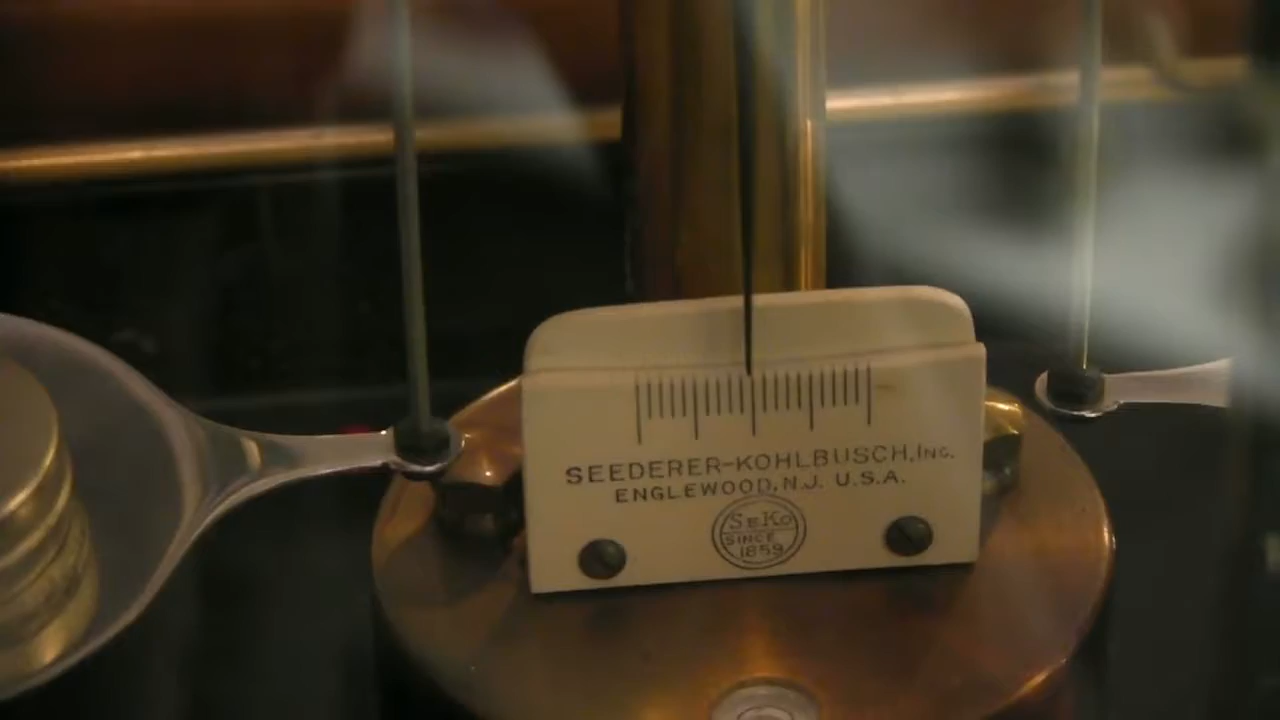 SEEDERER-KOHLBUSCH, INC.
ENGLEWOOD, N.J. U.S.A.
SEKO
SINCE
1859